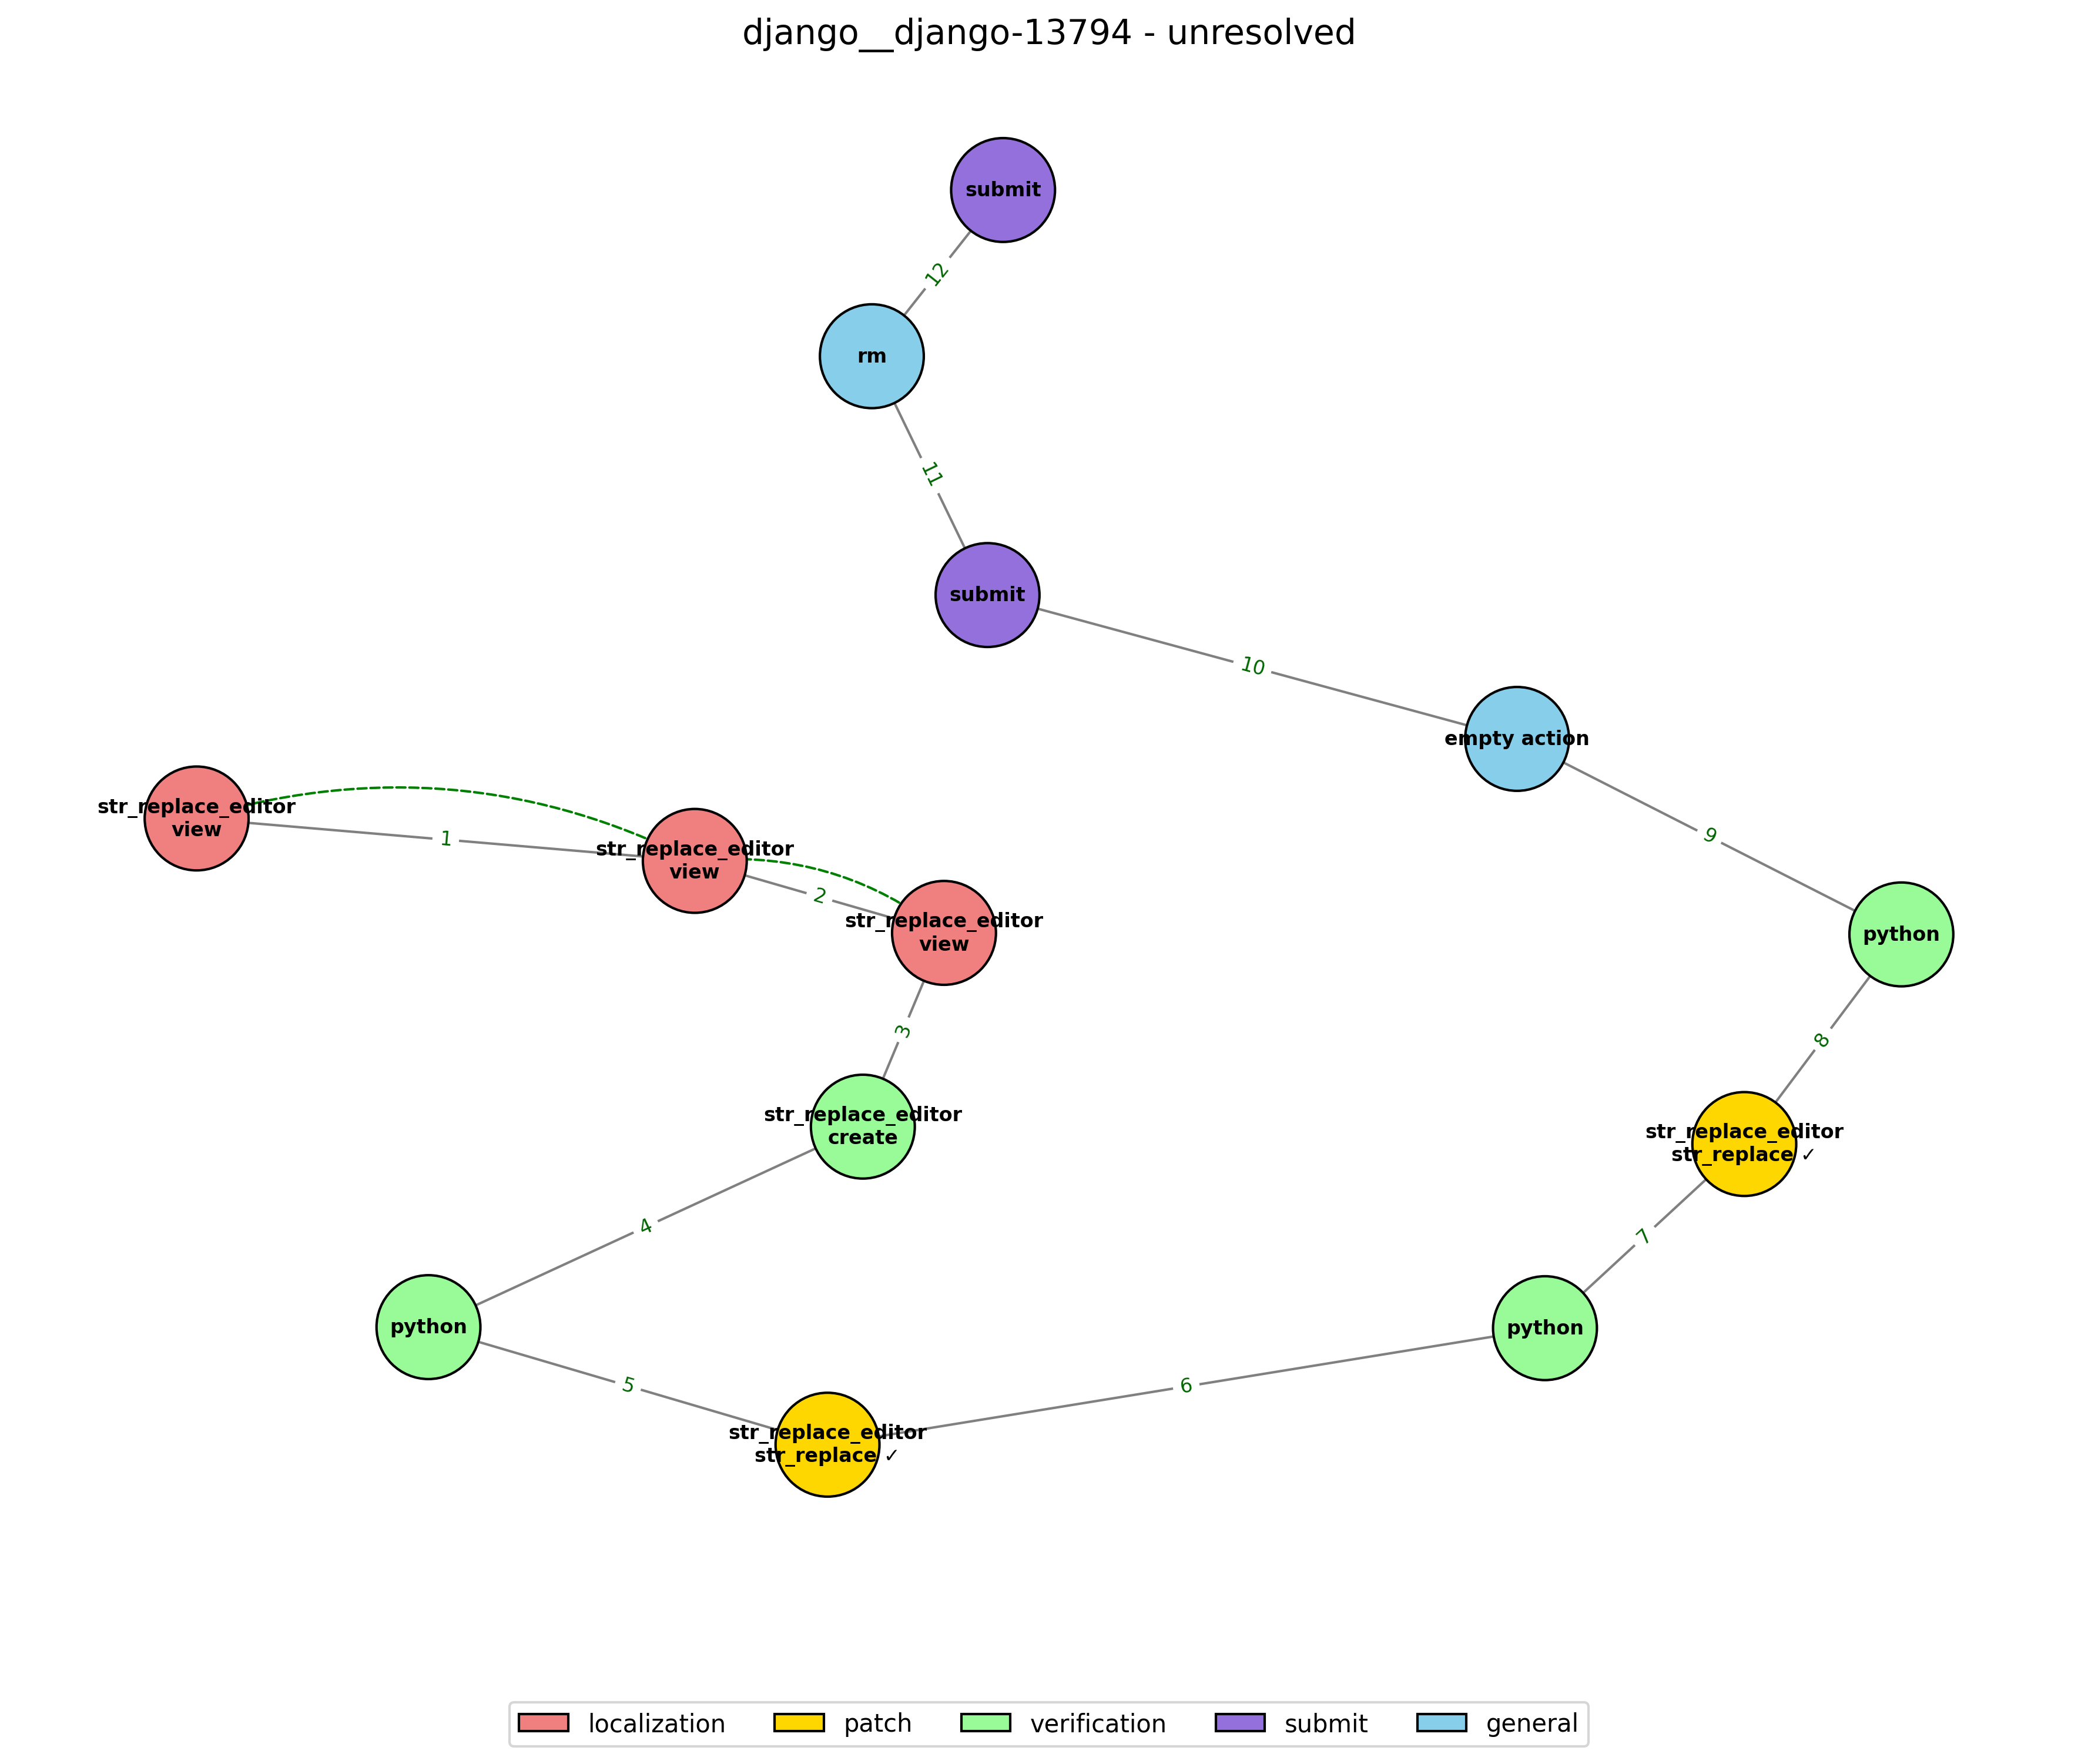 django__django-13794 - unresolved
submit
12
rm
11
submit
10
empty action
9
str_replace_editor
view
1
str_replace_editor
view
2
str_replace_editor
view
python
3
8
str_replace_editor
create
str_replace_editor
str_replace ✓
4
7
python
python
5
6
str_replace_editor
str_replace ✓
localization
patch
verification
submit
general